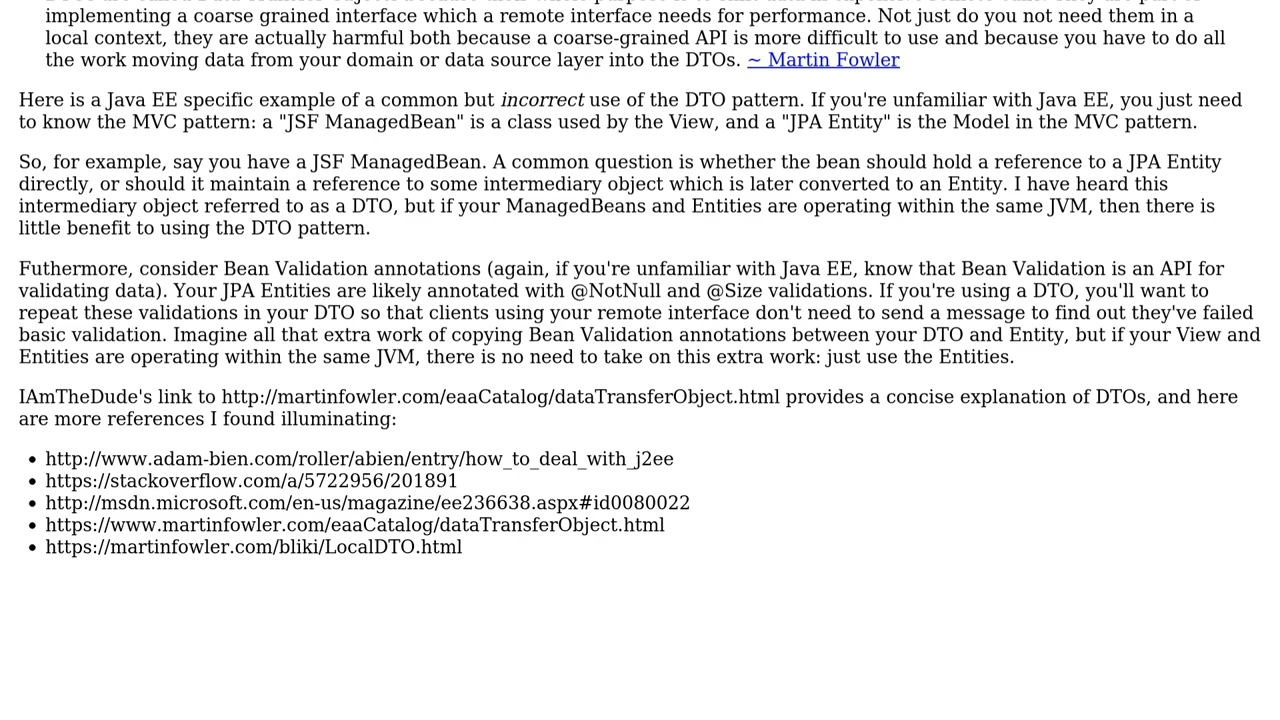 implementing a coarse grained interface which a remote interface needs for performance. Not just do you not need them in a
local context, they are actually harmful both because a coarse-grained API is more difficult to use and because you have to do all
the work moving data from your domain or data source layer into the DTOs. ~ Martin Fowler
Here is a Java EE specific example of a common but incorrect use of the DTO pattern. If you're unfamiliar with Java EE, you just need
to know the MVC pattern: a "JSF ManagedBean" is a class used by the View, and a "JPA Entity" is the Model in the MVC pattern.
So, for example, say you have a JSF ManagedBean. A common question is whether the bean should hold a reference to a JPA Entity
directly, or should it maintain a reference to some intermediary object which is later converted to an Entity. I have heard this
intermediary object referred to as a DTO, but if your ManagedBeans and Entities are operating within the same JVM, then there is
little benefit to using the DTO pattern.
Futhermore, consider Bean Validation annotations (again, if you're unfamiliar with Java EE, know that Bean Validation is an API for
validating data). Your JPA Entities are likely annotated with @NotNull and @Size validations. If you're using a DTO, you'll want to
repeat these validations in your DTO so that clients using your remote interface don't need to send a message to find out they've failed
basic validation. Imagine all that extra work of copying Bean Validation annotations between your DTO and Entity, but if your View and
Entities are operating within the same JVM, there is no need to take on this extra work: just use the Entities.
IAmTheDude's link to http://martinfowler.com/eaaCatalog/dataTransferObject.html provides a concise explanation of DTOs, and here
are more references I found illuminating:
• http://www.adam-bien.com/roller/abien/entry/how_to_deal_with_j2ee
• https://stackoverflow.com/a/5722956/201891
• http://msdn.microsoft.com/en-us/magazine/ee236638.aspx#id0080022
• https://www.martinfowler.com/eaaCatalog/dataTransferObject.html
• https://martinfowler.com/bliki/LocalDTO.html